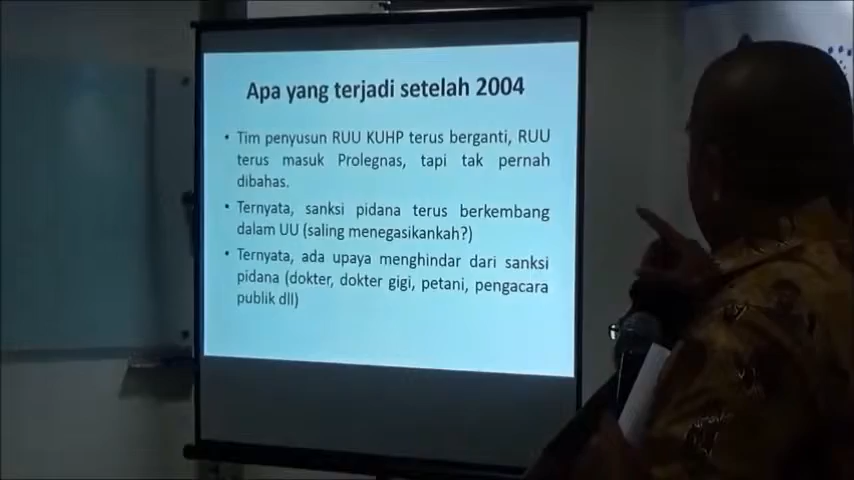 Apa yang terjadi setelah 2004
• Tim penyusun RUU KUHP terus berganti, RUU
terus masuk Prolegnas, tapi tak pernah
dibahas.
• Ternyata, sanksi pidana terus berkembang
dalam UU (saling menegasikankah?)
• Ternyata, ada upaya menghindar dari sanksi
pidana (dokter, dokter gigi, petani, pengacara
publik dll)